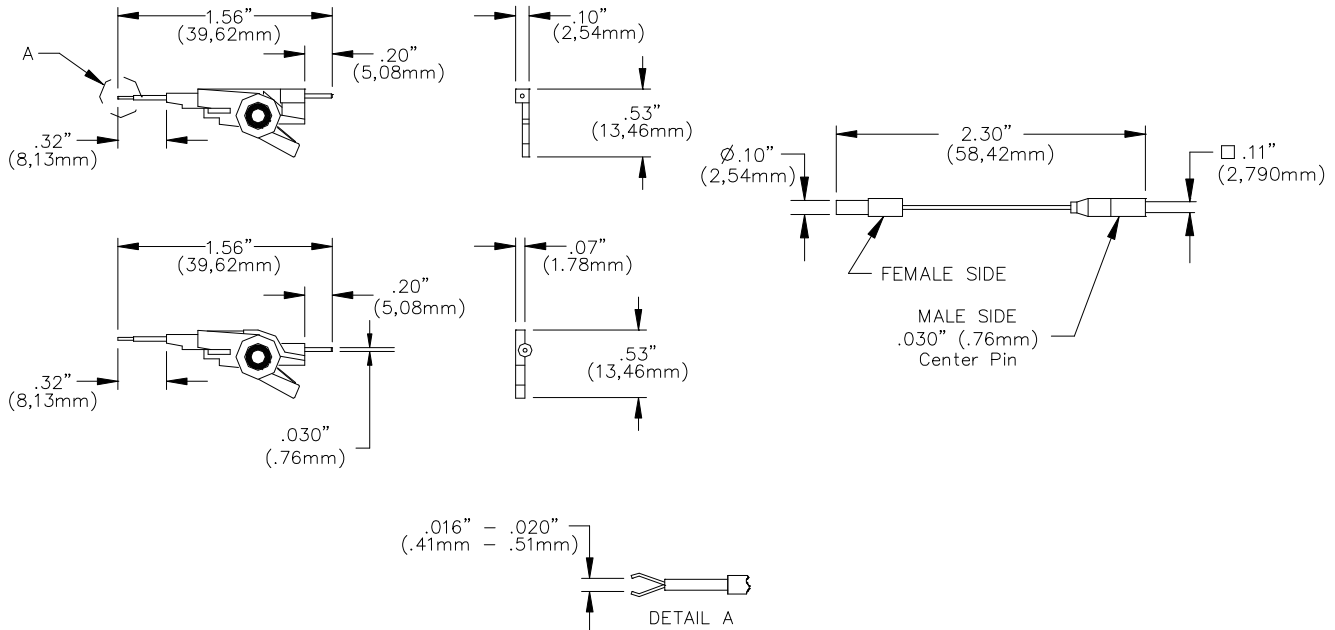 1.56”
(39,62mm)
A
.20”
(5,08mm)
.32”
(8,13mm)
.10”
(2,54mm)
.53”
(13,46mm)
2.30”
(58,42mm)
Ø.10”
(2,54mm)
□ .11”
(2,790mm)
FEMALE SIDE
MALE SIDE
.030” (.76mm)
Center Pin
1.56”
(39,62mm)
.20”
(5,08mm)
.32”
(8,13mm)
.030”
(.76mm)
.07”
(1.78mm)
.53”
(13,46mm)
.016” – .020”
(.41mm – .51mm)
DETAIL A